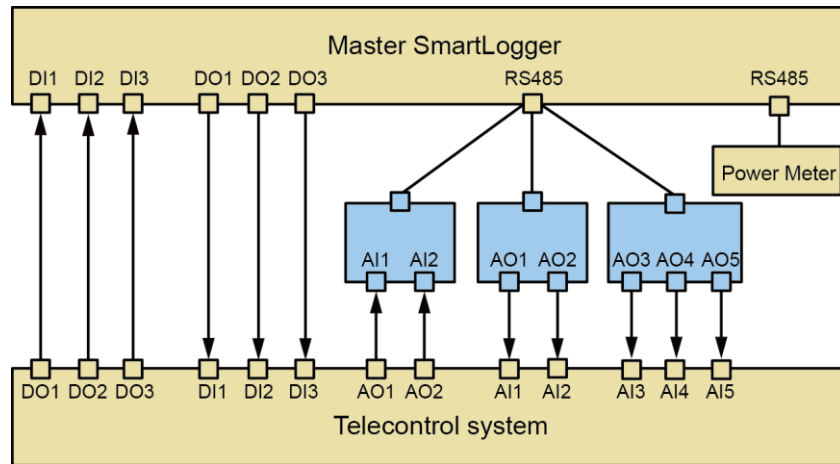 Master SmartLogger
DI1 DI2 DI3 DO1 DO2 DO3 RS485 RS485
Power Meter
AI1 AI2 AO1 AO2 AO3 AO4 AO5
DO1 DO2 DO3 DI1 DI2 DI3 AO1 AO2 AI1 AI2 AI3 AI4 AI5
Telecontrol system